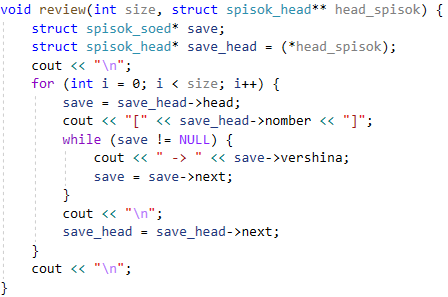 void review(int size, struct spisok_head** head_spisok) {
    struct spisok_soed* save;
    struct spisok_head* save_head = (*head_spisok);
    cout << "\n";
    for (int i = 0; i < size; i++) {
        save = save_head->head;
        cout << "[" << save_head->nomber << "]";
        while (save != NULL) {
            cout << " -> " << save->vershina;
            save = save->next;
        }
        cout << "\n";
        save_head = save_head->next;
    }
    cout << "\n";
}